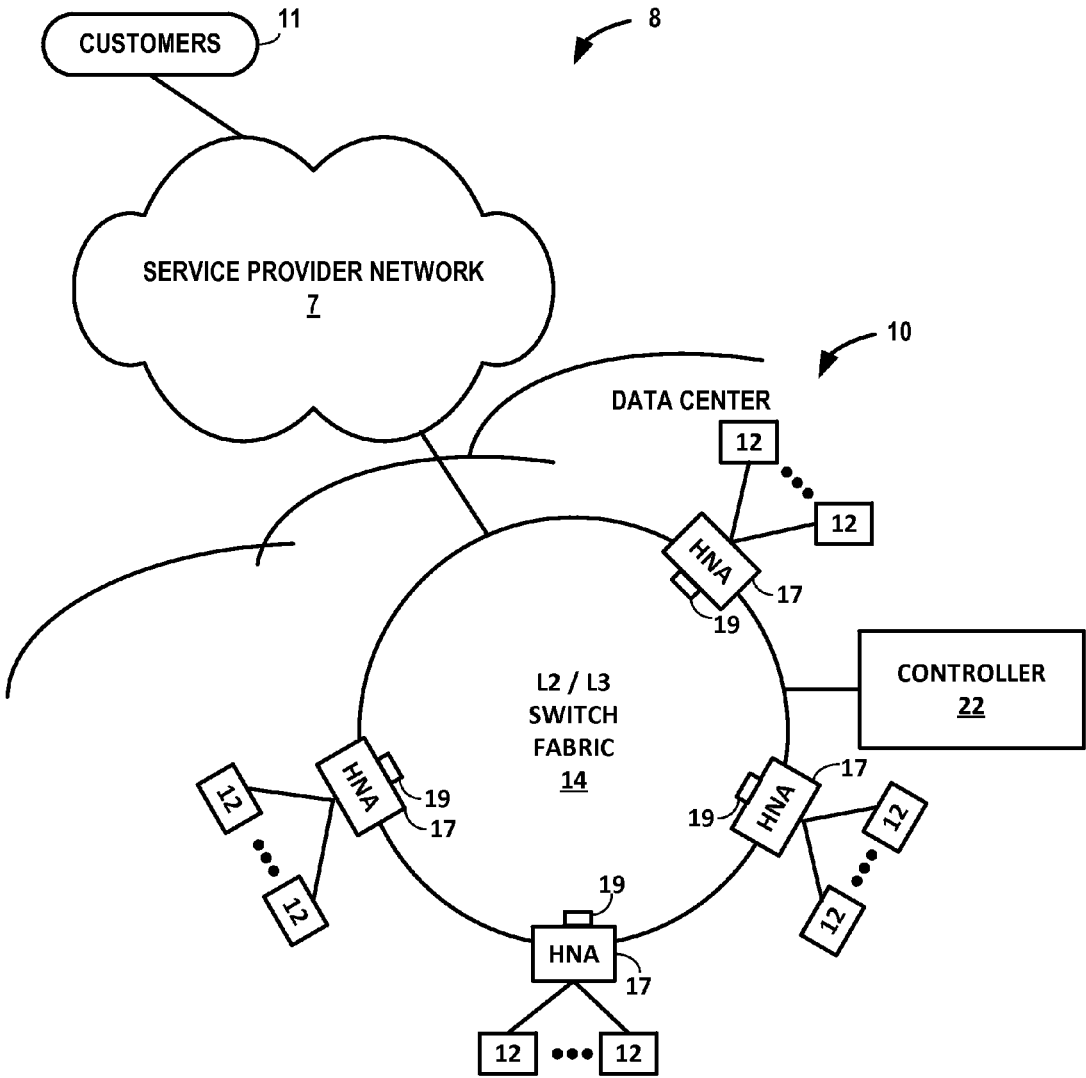 11
8
CUSTOMERS
SERVICE PROVIDER NETWORK
7
10
DATA CENTER
12
12
HNA
17
19
L2 / L3
SWITCH
FABRIC
14
CONTROLLER
22
HNA
19
17
12
12
HNA
17
19
12
12
19
HNA
17
12
12